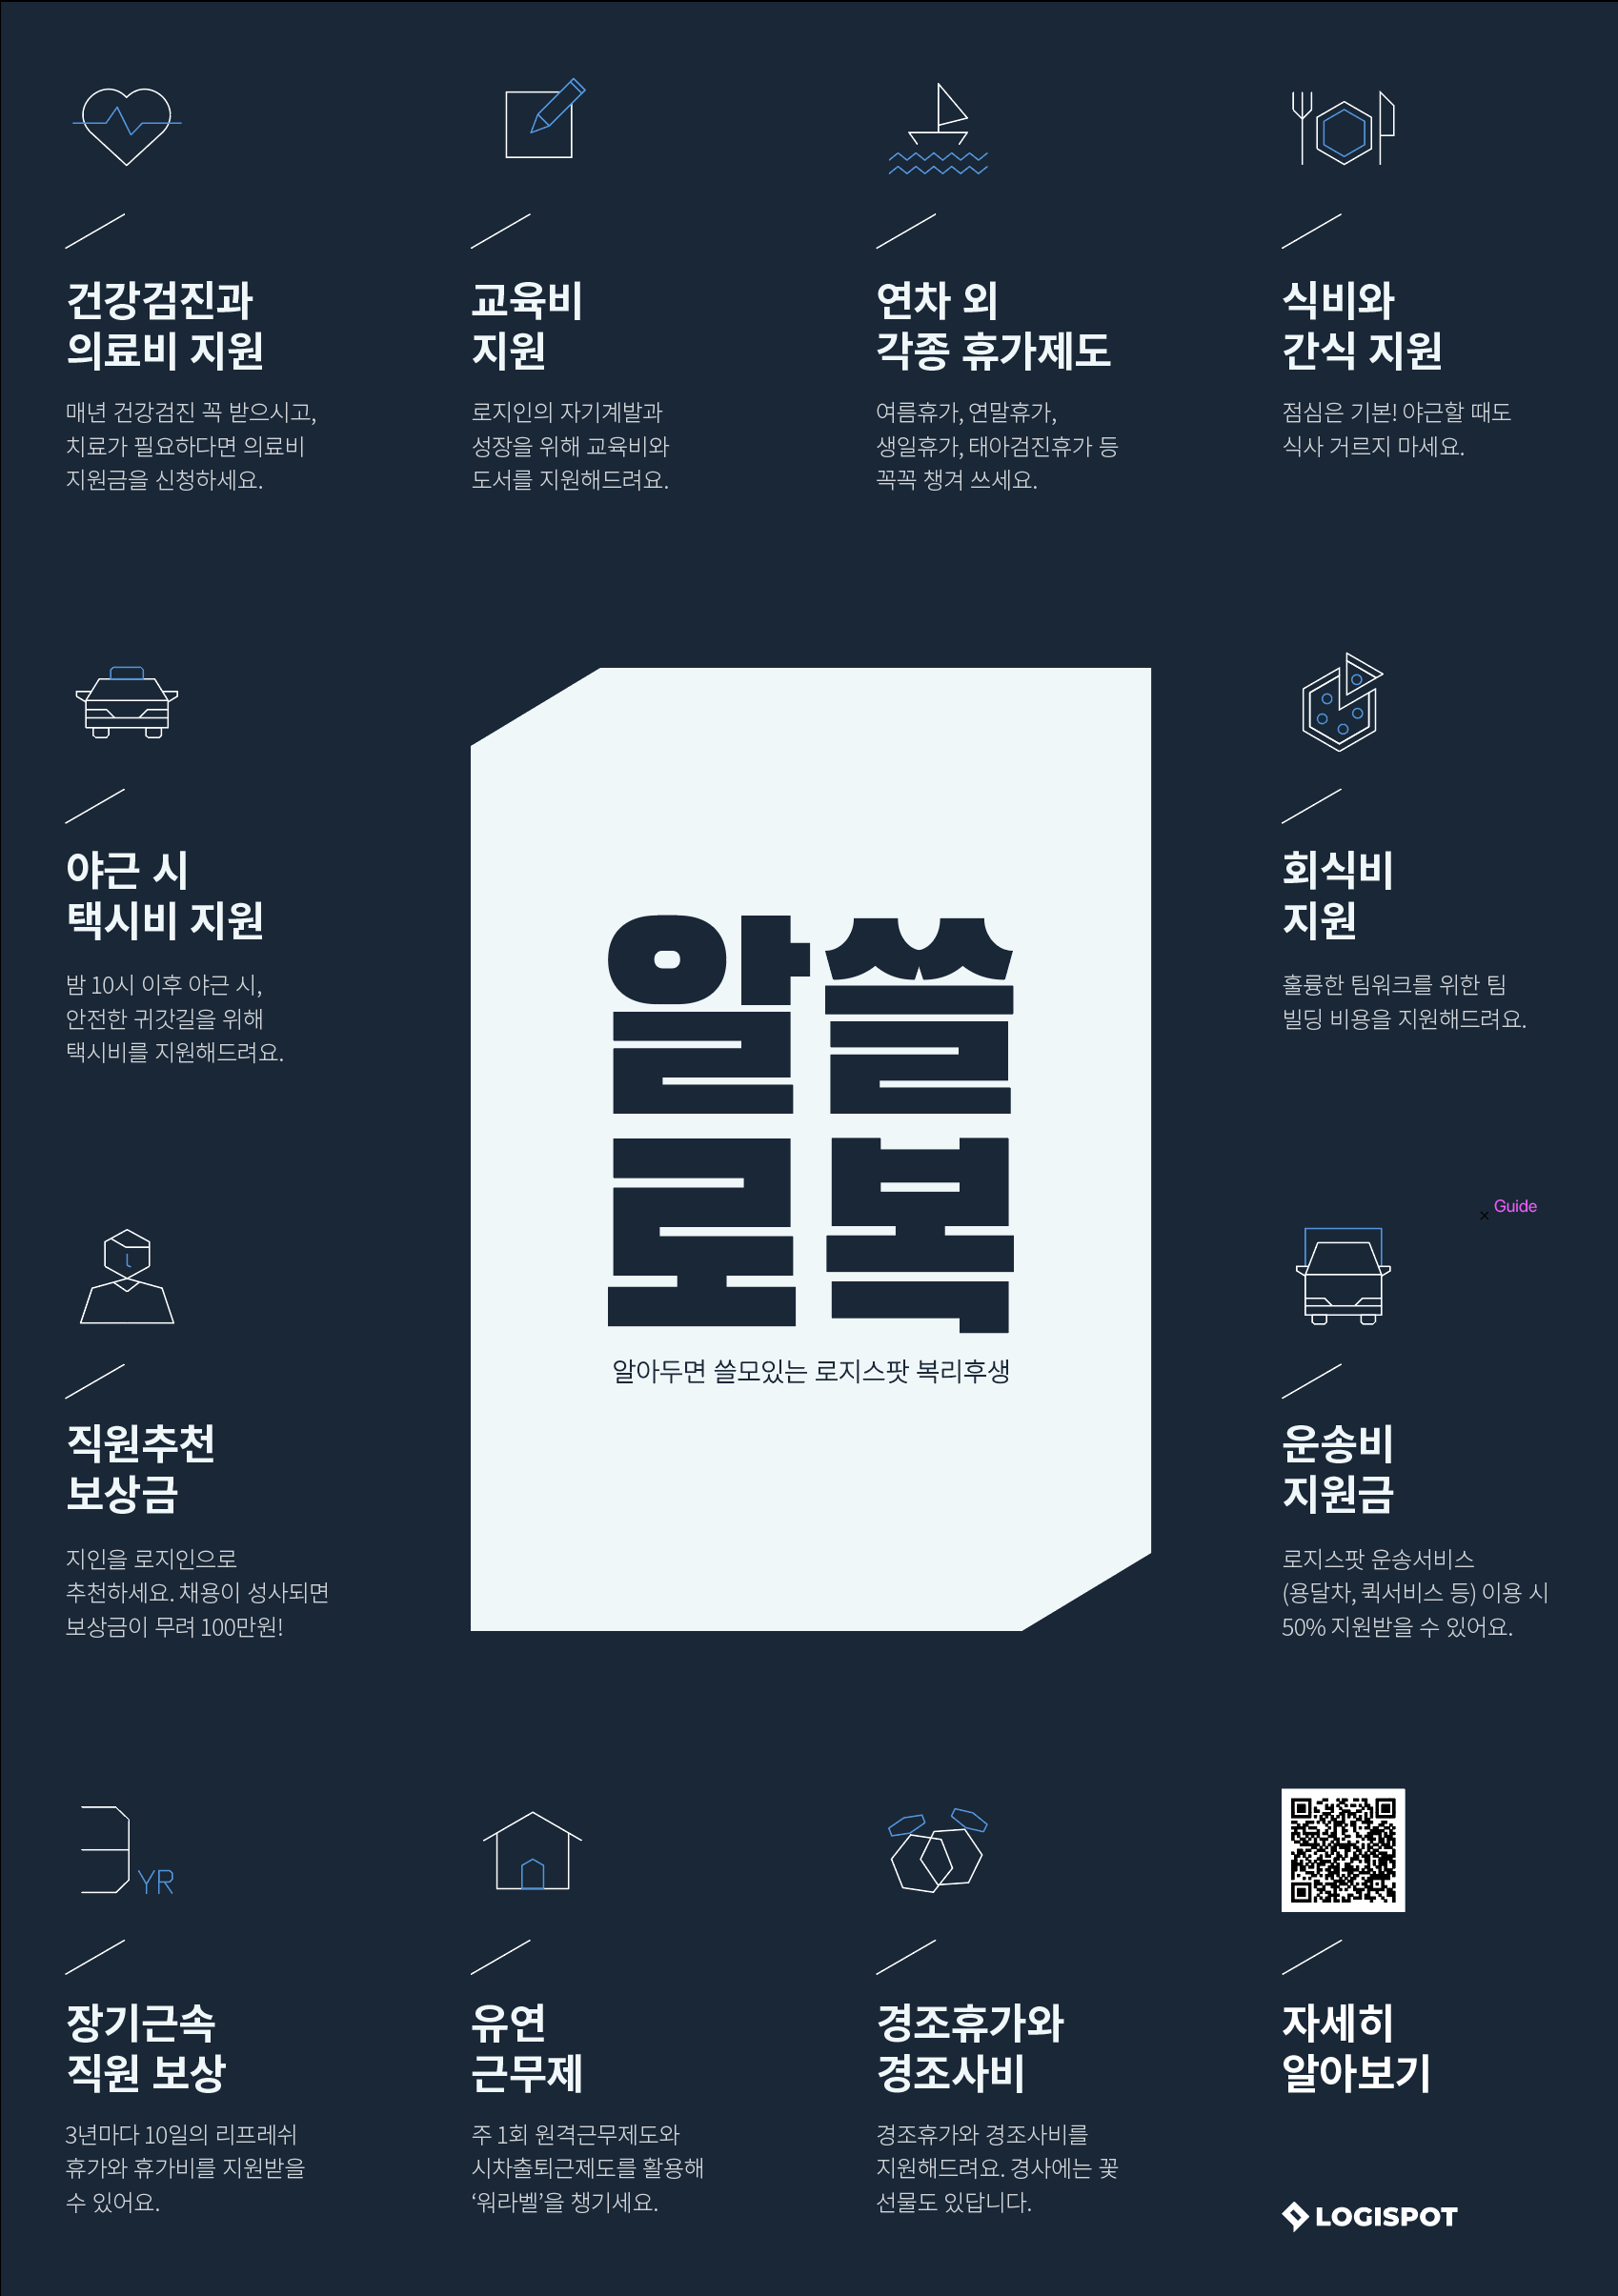 건강검진과
의료비 지원
매년 건강검진 꼭 받으시고,
치료가 필요하다면 의료비
지원금을 신청하세요.
교육비
지원
로지인의 자기계발과
성장을 위해 교육비와
도서를 지원해드려요.
연차 외
각종 휴가제도
여름휴가, 연말휴가,
생일휴가, 태아검진휴가 등
꼭꼭 챙겨 쓰세요.
식비와
간식 지원
점심은 기본! 야근할 때도
식사 거르지 마세요.
야근 시
택시비 지원
밤 10시 이후 야근 시,
안전한 귀갓길을 위해
택시비를 지원해드려요.
알쓸
로복
알아두면 쓸모있는 로지스팟 복리후생
회식비
지원
훌륭한 팀워크를 위한 팀
빌딩 비용을 지원해드려요.
직원추천
보상금
지인을 로지인으로
추천하세요. 채용이 성사되면
보상금이 무려 100만원!
× Guide
운송비
지원금
로지스팟 운송서비스
(용달차, 퀵서비스 등) 이용 시
50% 지원받을 수 있어요.
3YR
장기근속
직원 보상
3년마다 10일의 리프레쉬
휴가와 휴가비를 지원받을
수 있어요.
유연
근무제
주 1회 원격근무제도와
시차출퇴근제도를 활용해
‘워라벨’을 챙기세요.
경조휴가와
경조사비
경조휴가와 경조사비를
지원해드려요. 경사에는 꽃
선물도 있답니다.
자세히
알아보기
LOGISPOT